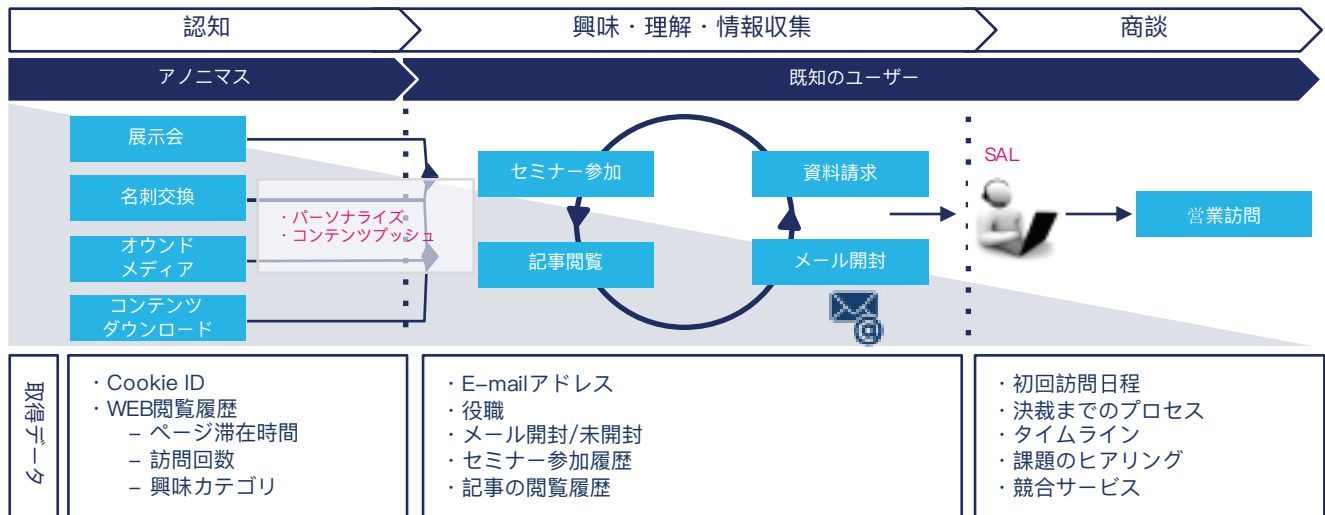 認知
興味・理解・情報収集
商談
アノニマス
既知のユーザー
展示会
名刺交換
オウンド
メディア
コンテンツ
ダウンロード
・パーソナライズ
・コンテンツプッシュ
セミナー参加
資料請求
記事閲覧
メール開封
@
SAL
営業訪問
取得データ
・Cookie ID
・WEB閲覧履歴
– ページ滞在時間
– 訪問回数
– 興味カテゴリ
・E–mailアドレス
・役職
・メール開封/未開封
・セミナー参加履歴
・記事の閲覧履歴
・初回訪問日程
・決裁までのプロセス
・タイムライン
・課題のヒアリング
・競合サービス